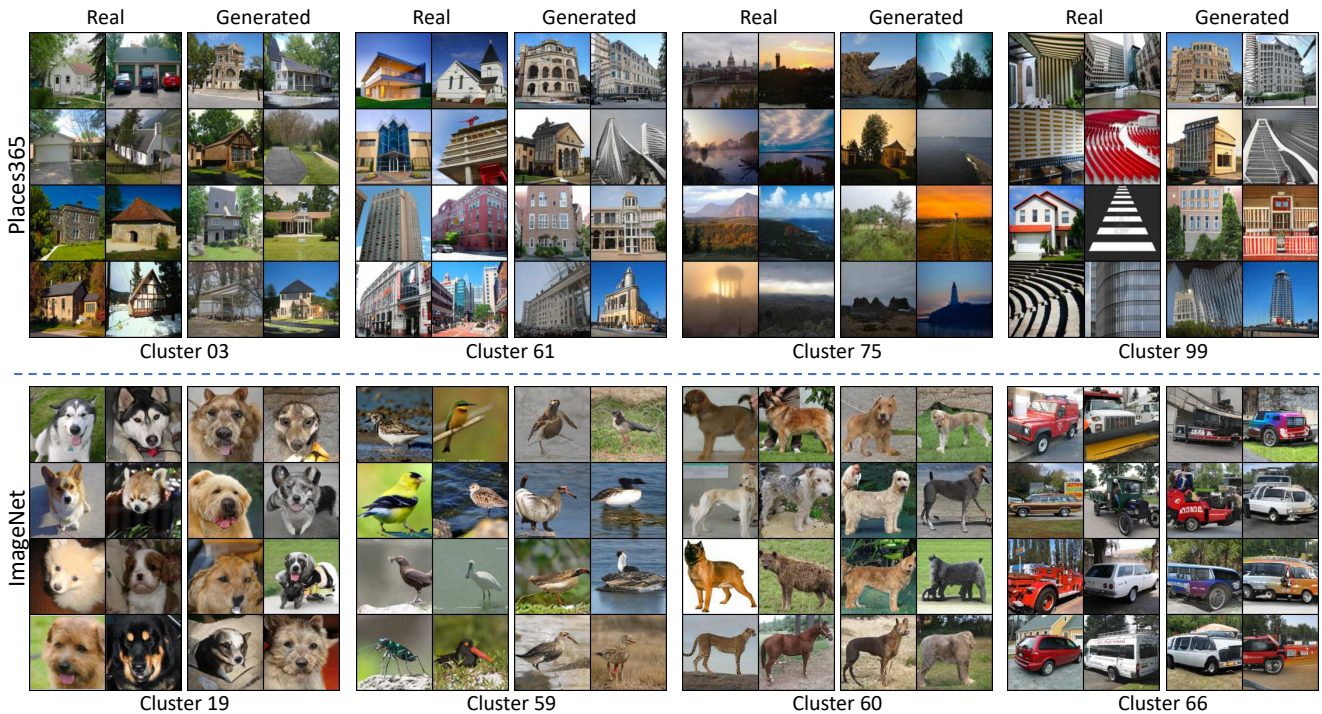 Real Generated Real Generated Real Generated Real Generated
Places365
Cluster 03 Cluster 61 Cluster 75 Cluster 99
ImageNet
Cluster 19 Cluster 59 Cluster 60 Cluster 66